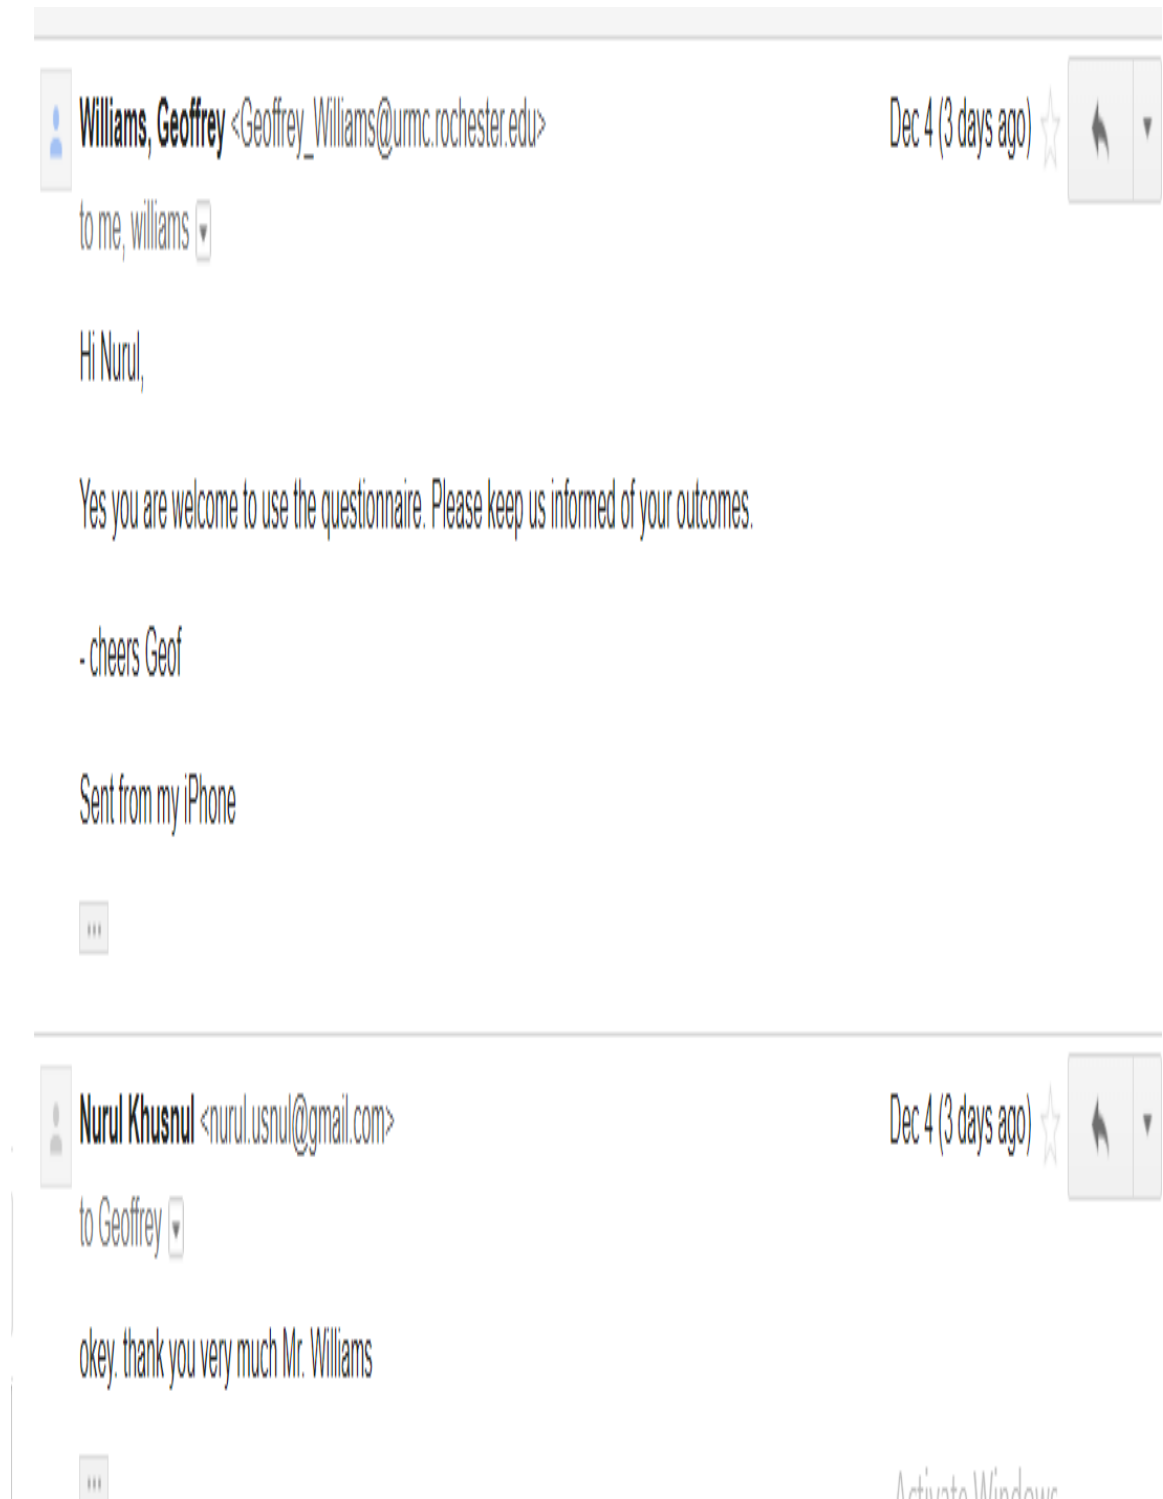 Williams, Geoffrey <Geoffrey_Williams@urmc.rochester.edu> Dec 4 (3 days ago)
to me, williams
Hi Nurul,
Yes you are welcome to use the questionnaire. Please keep us informed of your outcomes.
- cheers Geof
Sent from my iPhone
...
Nurul Khusnul <nurul.usnul@gmail.com> Dec 4 (3 days ago)
to Geoffrey
okey. thank you very much Mr. Williams
...
Activate Windows